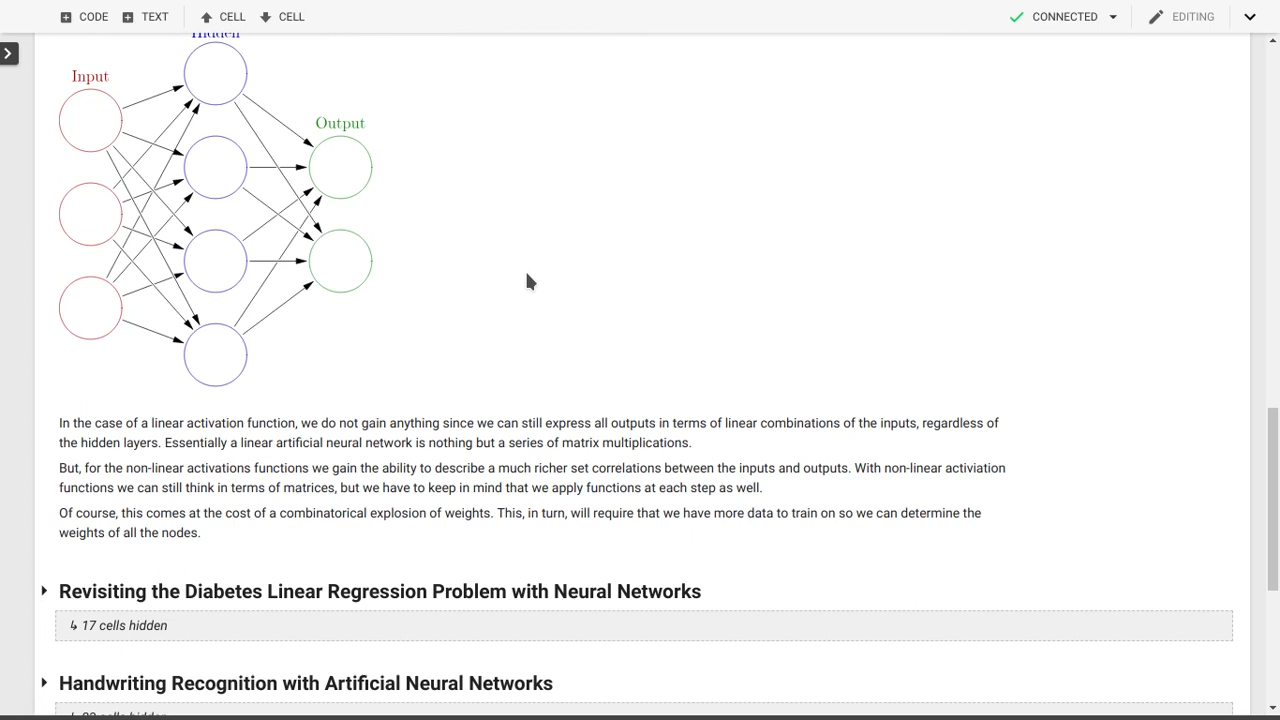 CODE TEXT CELL CELL CONNECTED EDITING
Hidden
Input
Output
In the case of a linear activation function, we do not gain anything since we can still express all outputs in terms of linear combinations of the inputs, regardless of
the hidden layers. Essentially a linear artificial neural network is nothing but a series of matrix multiplications.
But, for the non-linear activations functions we gain the ability to describe a much richer set correlations between the inputs and outputs. With non-linear activiation
functions we can still think in terms of matrices, but we have to keep in mind that we apply functions at each step as well.
Of course, this comes at the cost of a combinatorical explosion of weights. This, in turn, will require that we have more data to train on so we can determine the
weights of all the nodes.
Revisiting the Diabetes Linear Regression Problem with Neural Networks
↳ 17 cells hidden
Handwriting Recognition with Artificial Neural Networks
cells hidden